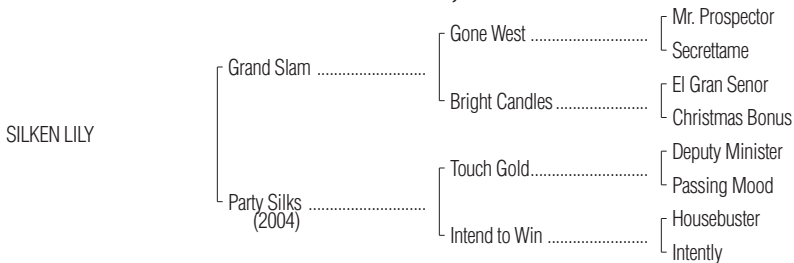 Mr. Prospector
Gone West ............................
Secrettame
Grand Slam ..........................
El Gran Senor
Bright Candles ......................
Christmas Bonus
SILKEN LILY
Deputy Minister
Touch Gold............................
Passing Mood
Party Silks ............................
(2004)
Housebuster
Intend to Win ........................
Intently